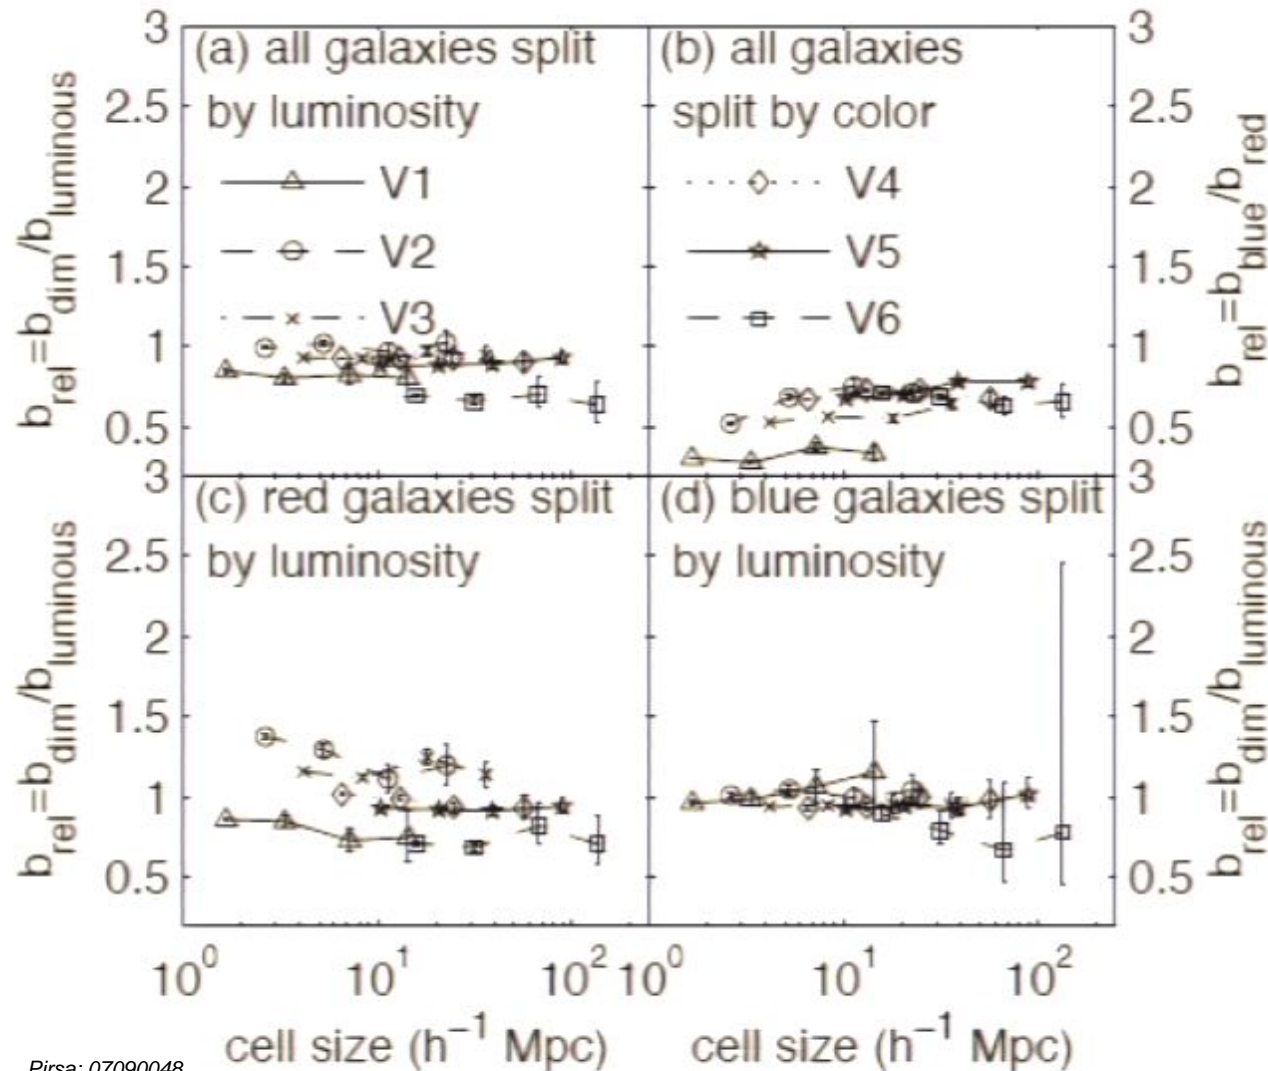 3
2.5
2
1.5
1
0.5
b_rel=b_dim/b_luminous
(a) all galaxies split
by luminosity
V1
V2
V3
(b) all galaxies
split by color
V4
V5
V6
3
2.5
2
1.5
1
0.5
b_rel=b_blue/b_red
3
2.5
2
1.5
1
0.5
b_rel=b_dim/b_luminous
(c) red galaxies split
by luminosity
(d) blue galaxies split
by luminosity
3
2.5
2
1.5
1
0.5
b_rel=b_dim/b_luminous
10^0 10^1 10^2 10^0 10^1 10^2
cell size (h^−1 Mpc) cell size (h^−1 Mpc)
Pirsa: 07090048